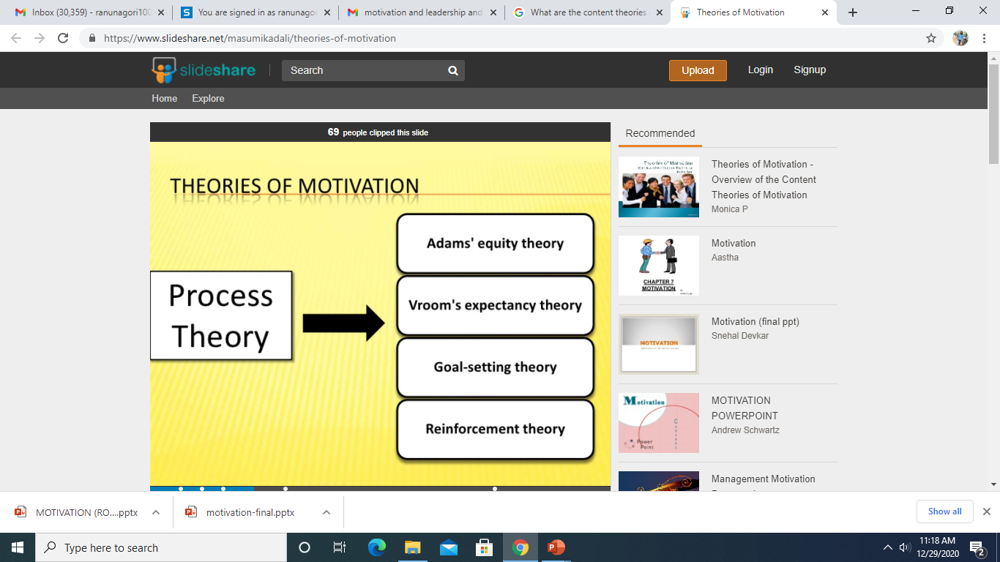 Inbox (30,359) - ranunagori100
You are signed in as ranunagor
motivation and leadership and
What are the content theories
Theories of Motivation
https://www.slideshare.net/masumikadali/theories-of-motivation
slideshare
Search
Upload
Login
Signup
Home
Explore
69 people clipped this slide
THEORIES OF MOTIVATION
Process
Theory
Adams' equity theory
Vroom's expectancy theory
Goal-setting theory
Reinforcement theory
Recommended
Theories of Motivation -
Overview of the Content
Theories of Motivation
Monica P
CHAPTER 7
MOTIVATION
Motivation
Aastha
MOTIVATION
Motivation (final ppt)
Snehal Devkar
Motivation
Power
Point
Content
MOTIVATION
POWERPOINT
Andrew Schwartz
Management Motivation
MOTIVATION (RO....pptx
motivation-final.pptx
Show all
Type here to search
11:18 AM
12/29/2020
2